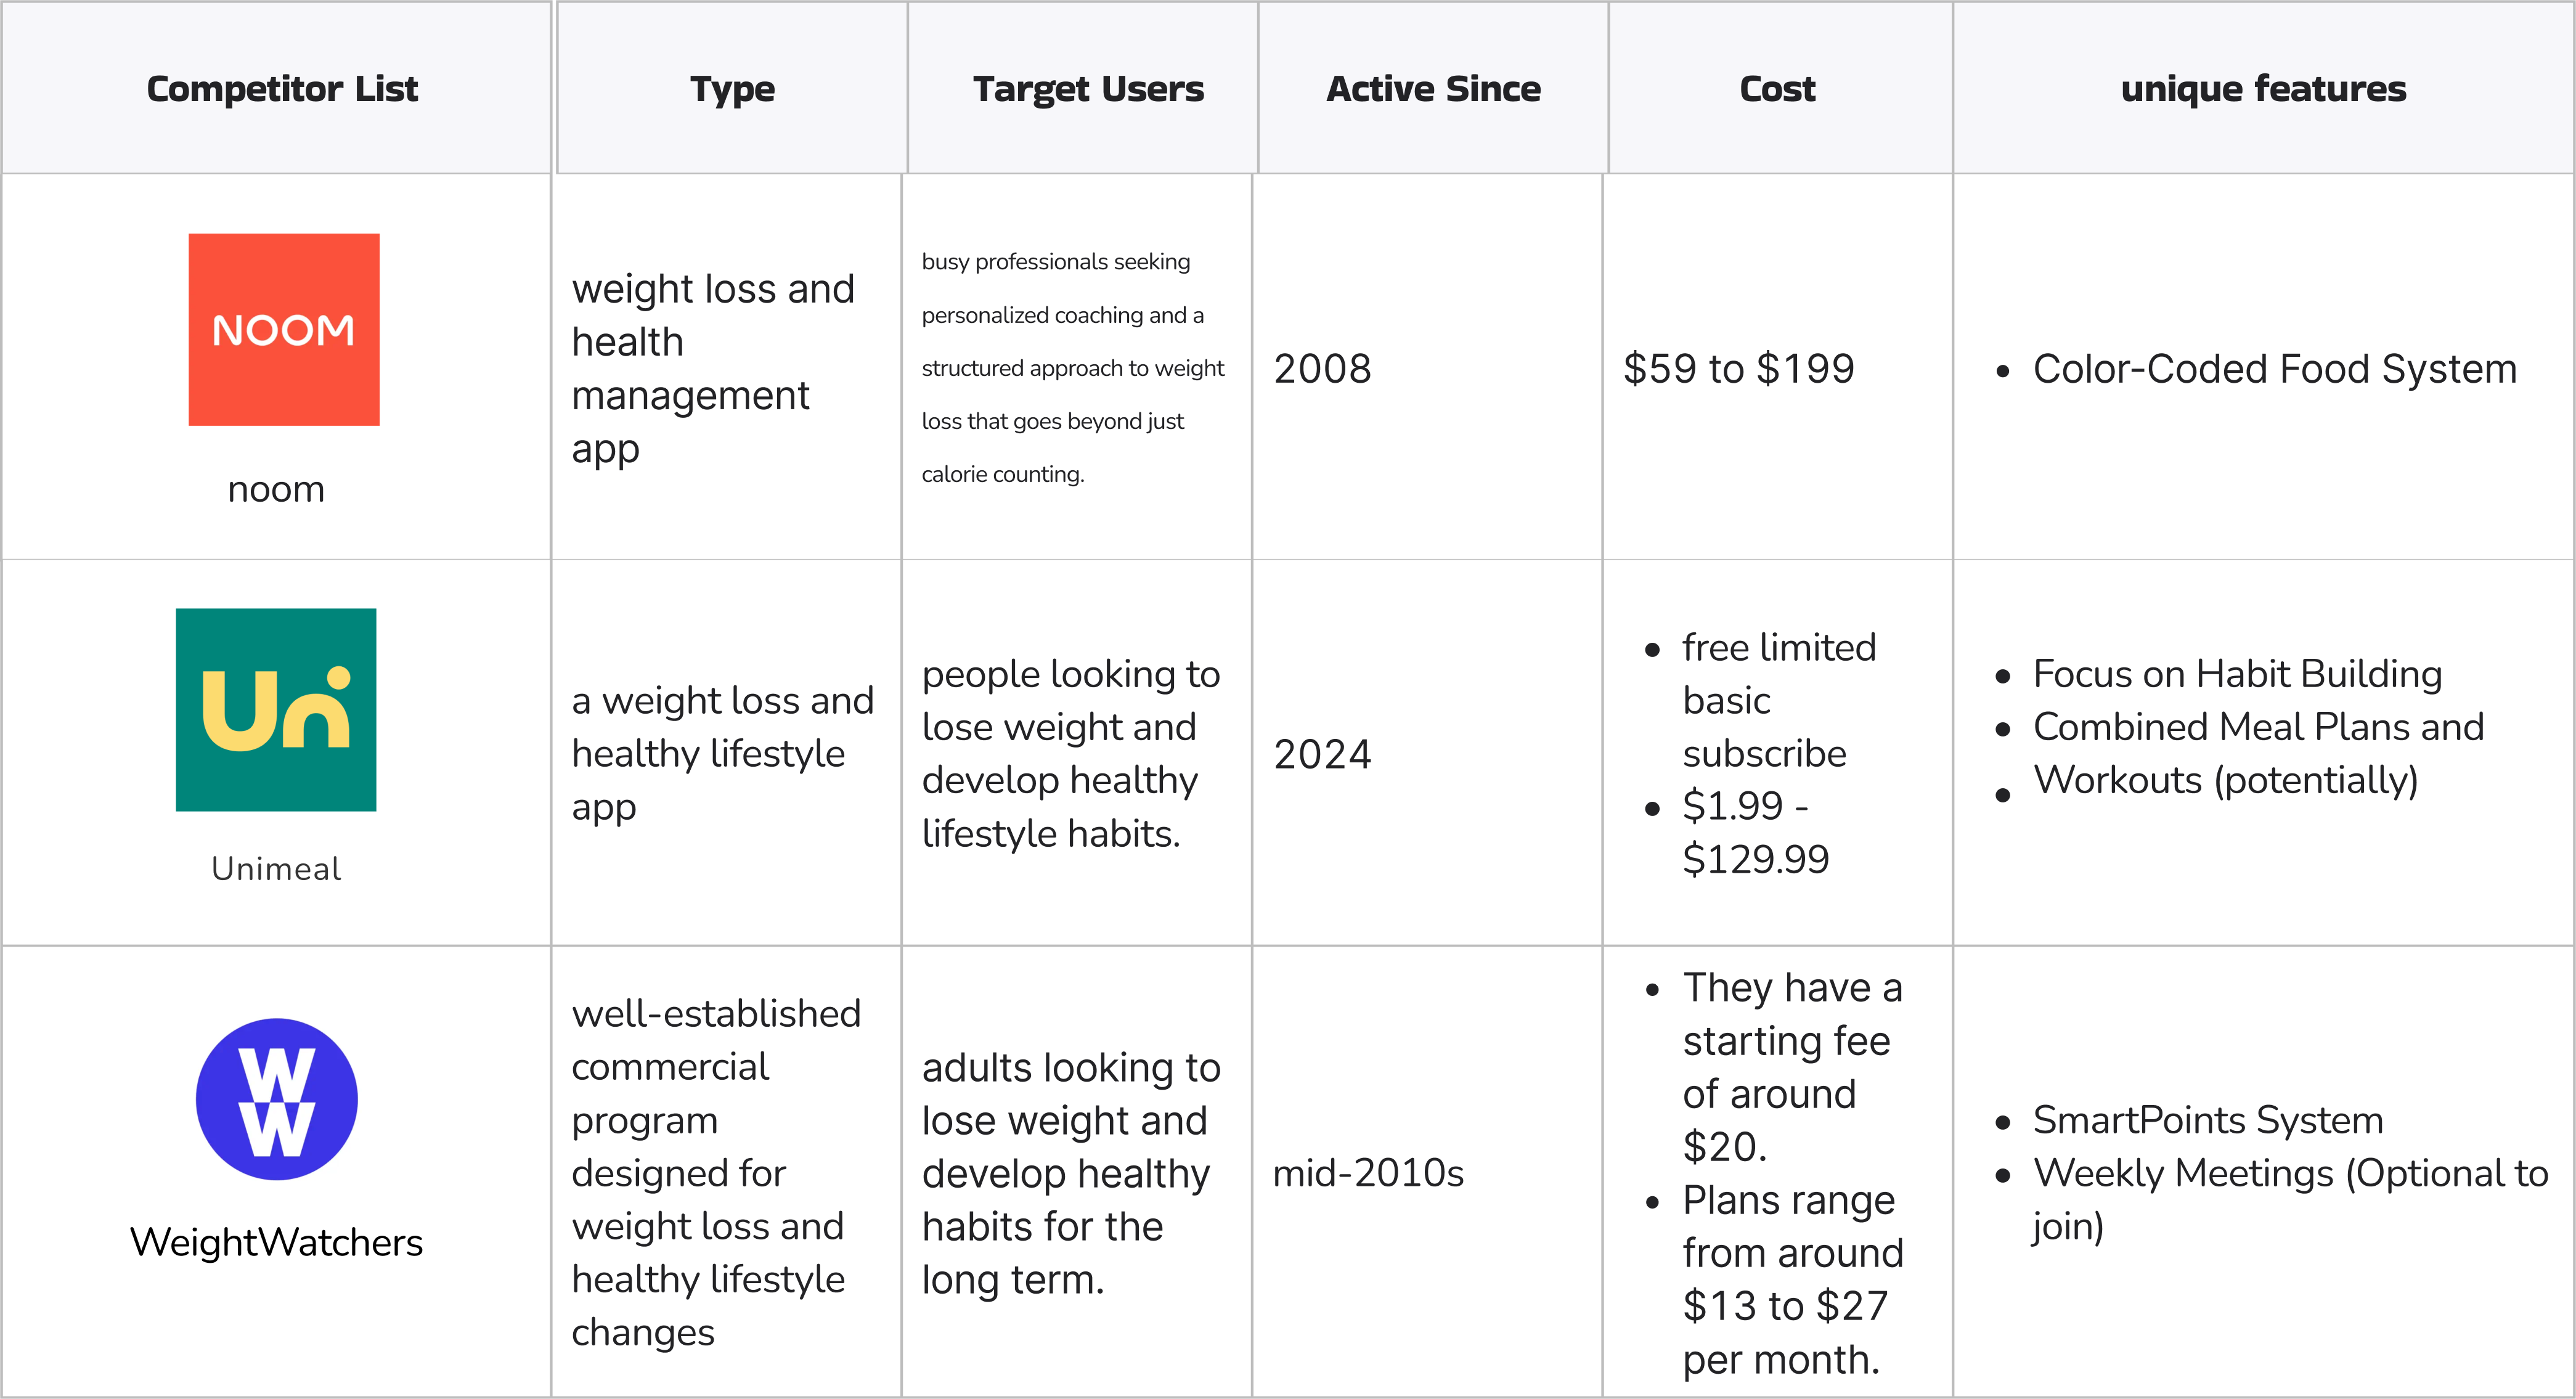 Competitor List
Type
Target Users
Active Since
Cost
unique features
NOOM
noom
weight loss and
health
management
app
busy professionals seeking
personalized coaching and a
structured approach to weight
loss that goes beyond just
calorie counting.
2008
$59 to $199
• Color-Coded Food System
Un
Unimeal
a weight loss and
healthy lifestyle
app
people looking to
lose weight and
develop healthy
lifestyle habits.
2024
• free limited
basic
subscribe
• $1.99 -
$129.99
• Focus on Habit Building
• Combined Meal Plans and
• Workouts (potentially)
W
W
WeightWatchers
well-established
commercial
program
designed for
weight loss and
healthy lifestyle
changes
adults looking to
lose weight and
develop healthy
habits for the
long term.
mid-2010s
• They have a
starting fee
of around
$20.
• Plans range
from around
$13 to $27
per month.
• SmartPoints System
• Weekly Meetings (Optional to
join)